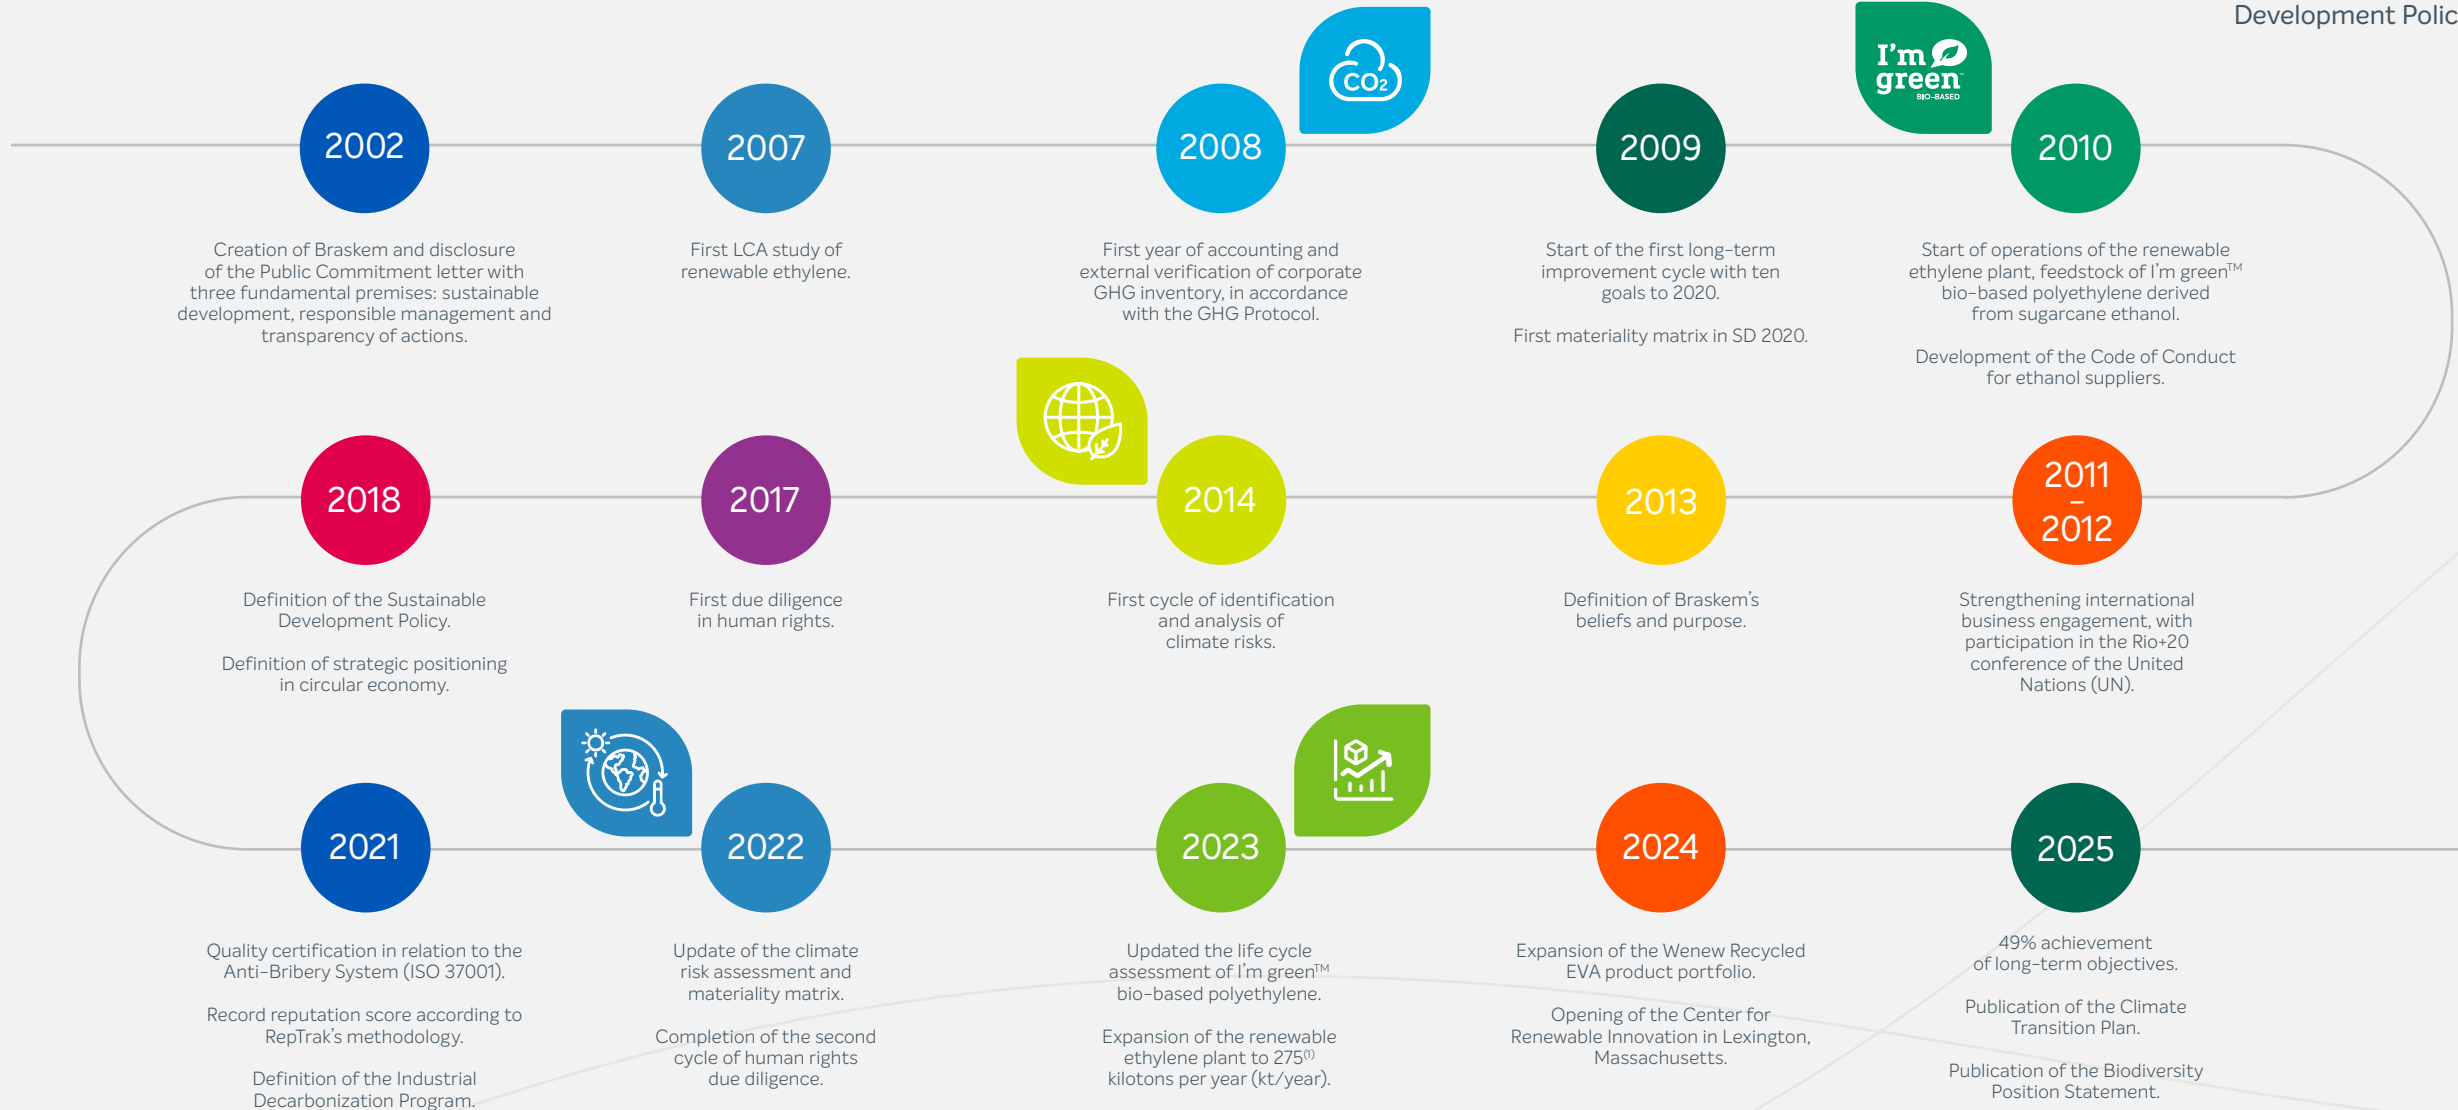 Development Polic
CO2
I'm
green™
BIO-BASED
2002
2007
2008
2009
2010
Creation of Braskem and disclosure
of the Public Commitment letter with
three fundamental premises: sustainable
development, responsible management and
transparency of actions.
First LCA study of
renewable ethylene.
First year of accounting and
external verification of corporate
GHG inventory, in accordance
with the GHG Protocol.
Start of the first long-term
improvement cycle with ten
goals to 2020.
First materiality matrix in SD 2020.
Start of operations of the renewable
ethylene plant, feedstock of I'm green™
bio-based polyethylene derived
from sugarcane ethanol.
Development of the Code of Conduct
for ethanol suppliers.
2018
2017
2014
2013
2011
–
2012
Definition of the Sustainable
Development Policy.
Definition of strategic positioning
in circular economy.
First due diligence
in human rights.
First cycle of identification
and analysis of
climate risks.
Definition of Braskem's
beliefs and purpose.
Strengthening international
business engagement, with
participation in the Rio+20
conference of the United
Nations (UN).
2021
2022
2023
2024
2025
Quality certification in relation to the
Anti-Bribery System (ISO 37001).
Record reputation score according to
RepTrak's methodology.
Definition of the Industrial
Decarbonization Program.
Update of the climate
risk assessment and
materiality matrix.
Completion of the second
cycle of human rights
due diligence.
Updated the life cycle
assessment of I'm green™
bio-based polyethylene.
Expansion of the renewable
ethylene plant to 275(1)
kilotons per year (kt/year).
Expansion of the Wenew Recycled
EVA product portfolio.
Opening of the Center for
Renewable Innovation in Lexington,
Massachusetts.
49% achievement
of long-term objectives.
Publication of the Climate
Transition Plan.
Publication of the Biodiversity
Position Statement.